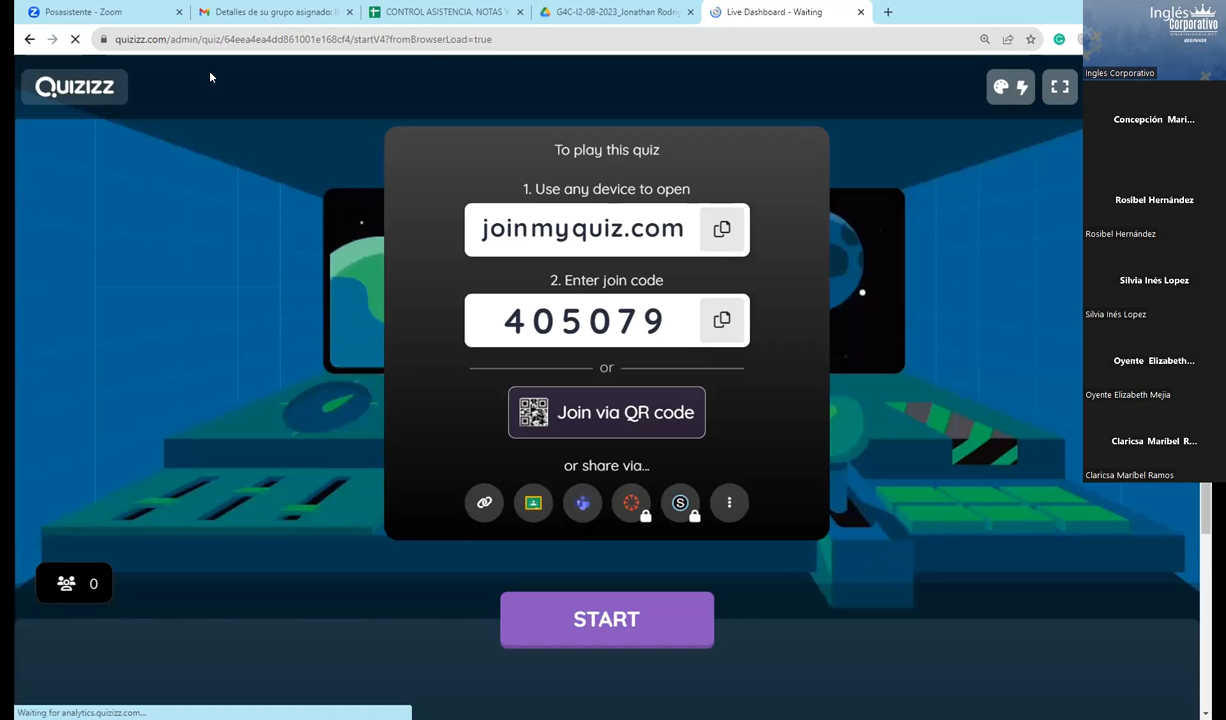 Posasistente - Zoom
Detalles de su grupo asignado: I
CONTROL ASISTENCIA, NOTAS Y
G4C-I2-08-2023_Jonathan Rodri
Live Dashboard - Waiting
quizizz.com/admin/quiz/64eea4ea4dd861001e168cf4/startV4?fromBrowserLoad=true
Quizizz
To play this quiz
1. Use any device to open
joinmyquiz.com
2. Enter join code
405079
or
Join via QR code
or share via...
S
0
START
Waiting for analytics.quizizz.com...
Inglés
Corporativo
BEGINNER
Ingles Corporativo
Concepción Mari...
Rosibel Hernández
Rosibel Hernández
Silvia Inés Lopez
Silvia Inés Lopez
Oyente Elizabeth...
Oyente Elizabeth Mejia
Claricsa Maríbel R...
Claricsa Maríbel Ramos